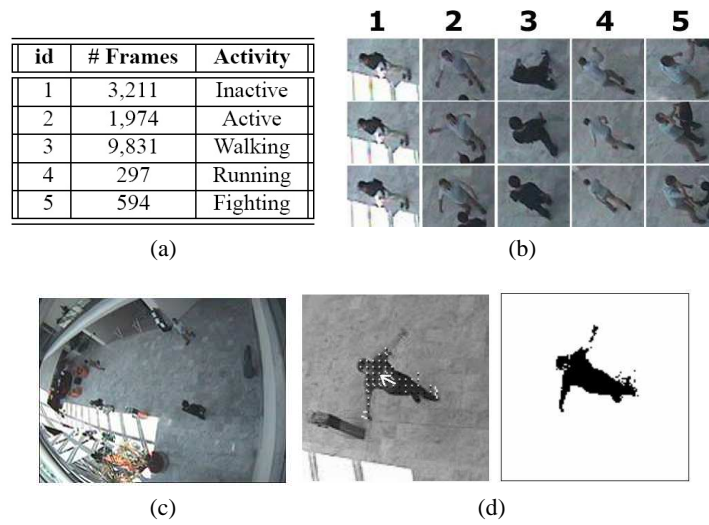 id # Frames Activity
1 3,211 Inactive
2 1,974 Active
3 9,831 Walking
4 297 Running
5 594 Fighting
(a)
1 2 3 4 5
(b)
(c)
(d)